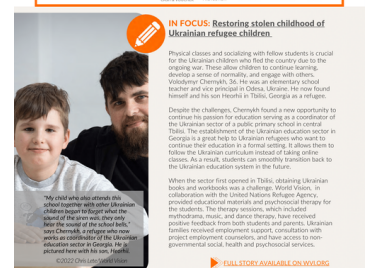 IN FOCUS: Restoring stolen childhood of
Ukrainian refugee children
Physical classes and socializing with fellow students is crucial
for the Ukrainian children who fled the country due to the
ongoing war. These allow children to continue learning,
develop a sense of normality, and engage with others.
Volodymyr Chernykh, 36, He was an elementary school
teacher and vice principal in Odesa, Ukraine. He now found
himself and his son Heorhii in Tbilisi, Georgia as a refugee.
Despite the challenges, Chernykh found a new opportunity to
continue his passion for education serving as a coordinator of
the Ukrainian sector of a public primary school in central
Tbilisi. The establishment of the Ukrainian education sector in
Georgia is a great help to Ukrainian refugees who want to
continue their education in a formal setting. It allows them to
follow the Ukrainian curriculum instead of taking online
classes. As a result, students can smoothly transition back to
the Ukrainian education system in the future.
When the sector first opened in Tbilisi, obtaining Ukrainian
books and workbooks was a challenge. World Vision, in
collaboration with the United Nations Refugee Agency,
provided educational materials and psychosocial therapy for
the students. The therapy sessions, which included
mythodrama, music, and dance therapy, have received
positive feedback from both students and parents. Ukrainian
families received employment support, consultation with
project employment counselors, and have access to non-
governmental social, health and psychosocial services.
FULL STORY AVAILABLE ON WVI.ORG
"My child who also attends this
school together with other Ukrainian
children began to forget what the
sound of the siren was, they only
hear the sound of the school bells,"
says Chernykh, a refugee who now
works as coordinator of the Ukrainian
education sector in Georgia. He is
pictured here with his son, Heorhii.
©2022 Chris Lete/World Vision